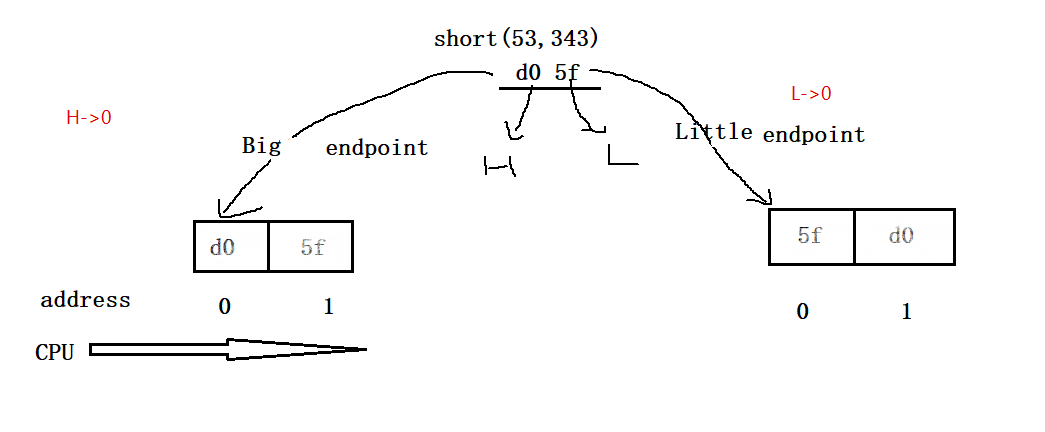 short(53,343)
d0 5f
H->0
L->0
Big endpoint
Little endpoint
H
L
d0 5f
5f d0
address 0 1
0 1
CPU